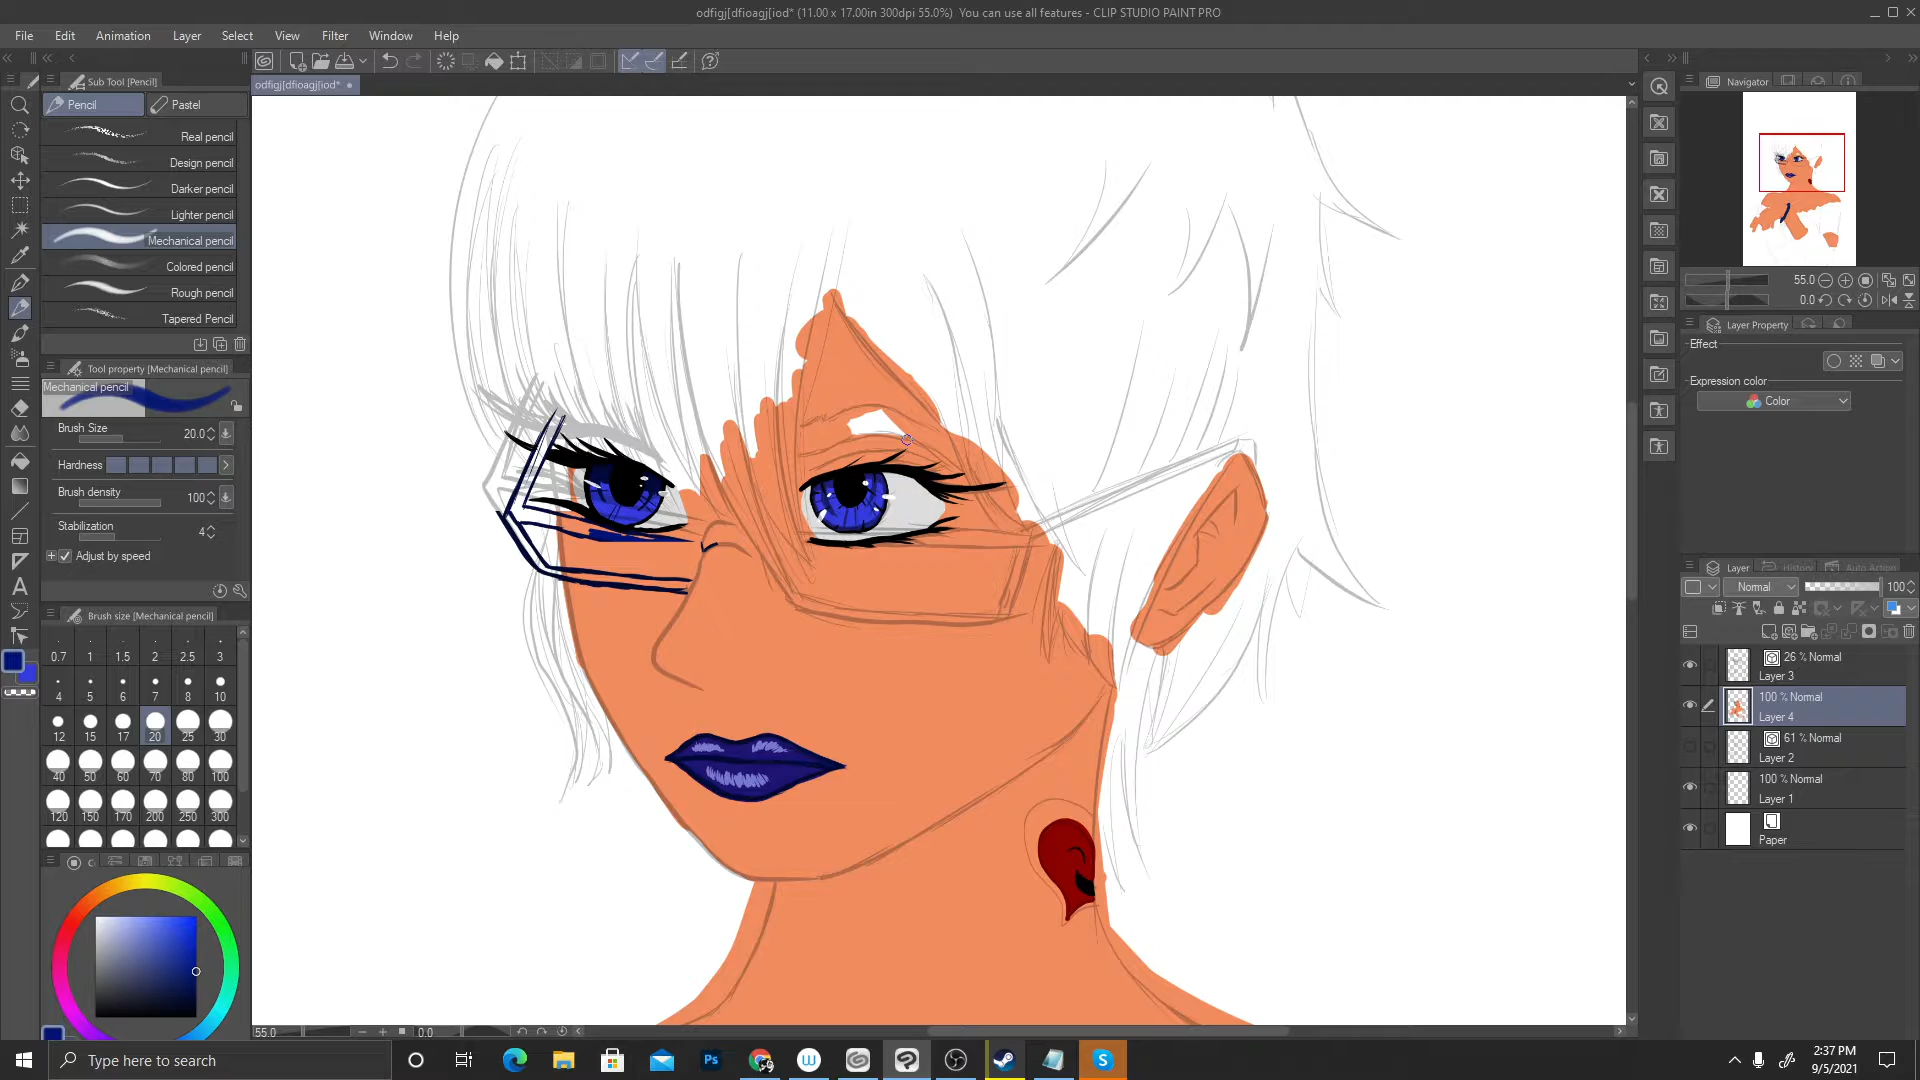 odfigj[dfioagj[iod* (11.00 x 17.00in 300dpi 55.0%)  You can use all features - CLIP STUDIO PAINT PRO
File Edit Animation Layer Select View Filter Window Help
odfigj[dfioagj[iod*
Sub Tool [Pencil]
Pencil Pastel
Real pencil
Design pencil
Darker pencil
Lighter pencil
Mechanical pencil
Colored pencil
Rough pencil
Tapered Pencil
Tool property [Mechanical pencil]
Mechanical pencil
Brush Size 20.0
Hardness
Brush density 100
Stabilization 4
Adjust by speed
Brush size [Mechanical pencil]
0.7 1 1.5 2 2.5 3
4 5 6 7 8 10
12 15 17 20 25 30
40 50 60 70 80 100
120 150 170 200 250 300
55.0 0.0
Navigator
55.0
0.0
Layer Property
Effect
Expression color
Color
Layer History Auto Action
Normal 100
26 % Normal
Layer 3
100 % Normal
Layer 4
61 % Normal
Layer 2
100 % Normal
Layer 1
Paper
Type here to search
Ps
2:37 PM
9/5/2021